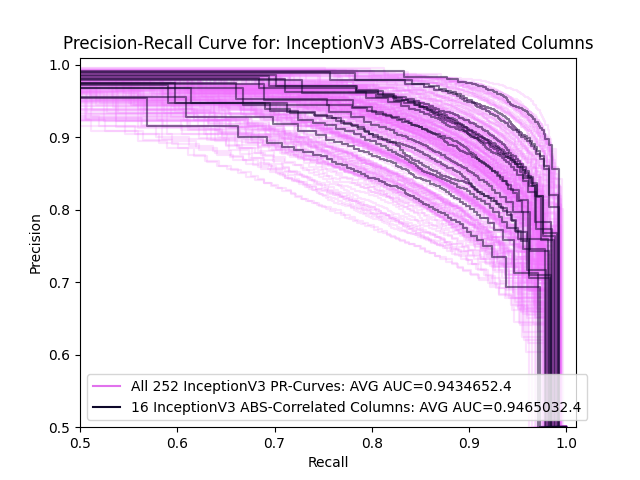 Precision-Recall Curve for: InceptionV3 ABS-Correlated Columns
1.0
0.9
0.8
0.7
0.6
0.5
Precision
All 252 InceptionV3 PR-Curves: AVG AUC=0.9434652.4
16 InceptionV3 ABS-Correlated Columns: AVG AUC=0.9465032.4
0.5 0.6 0.7 0.8 0.9 1.0
Recall